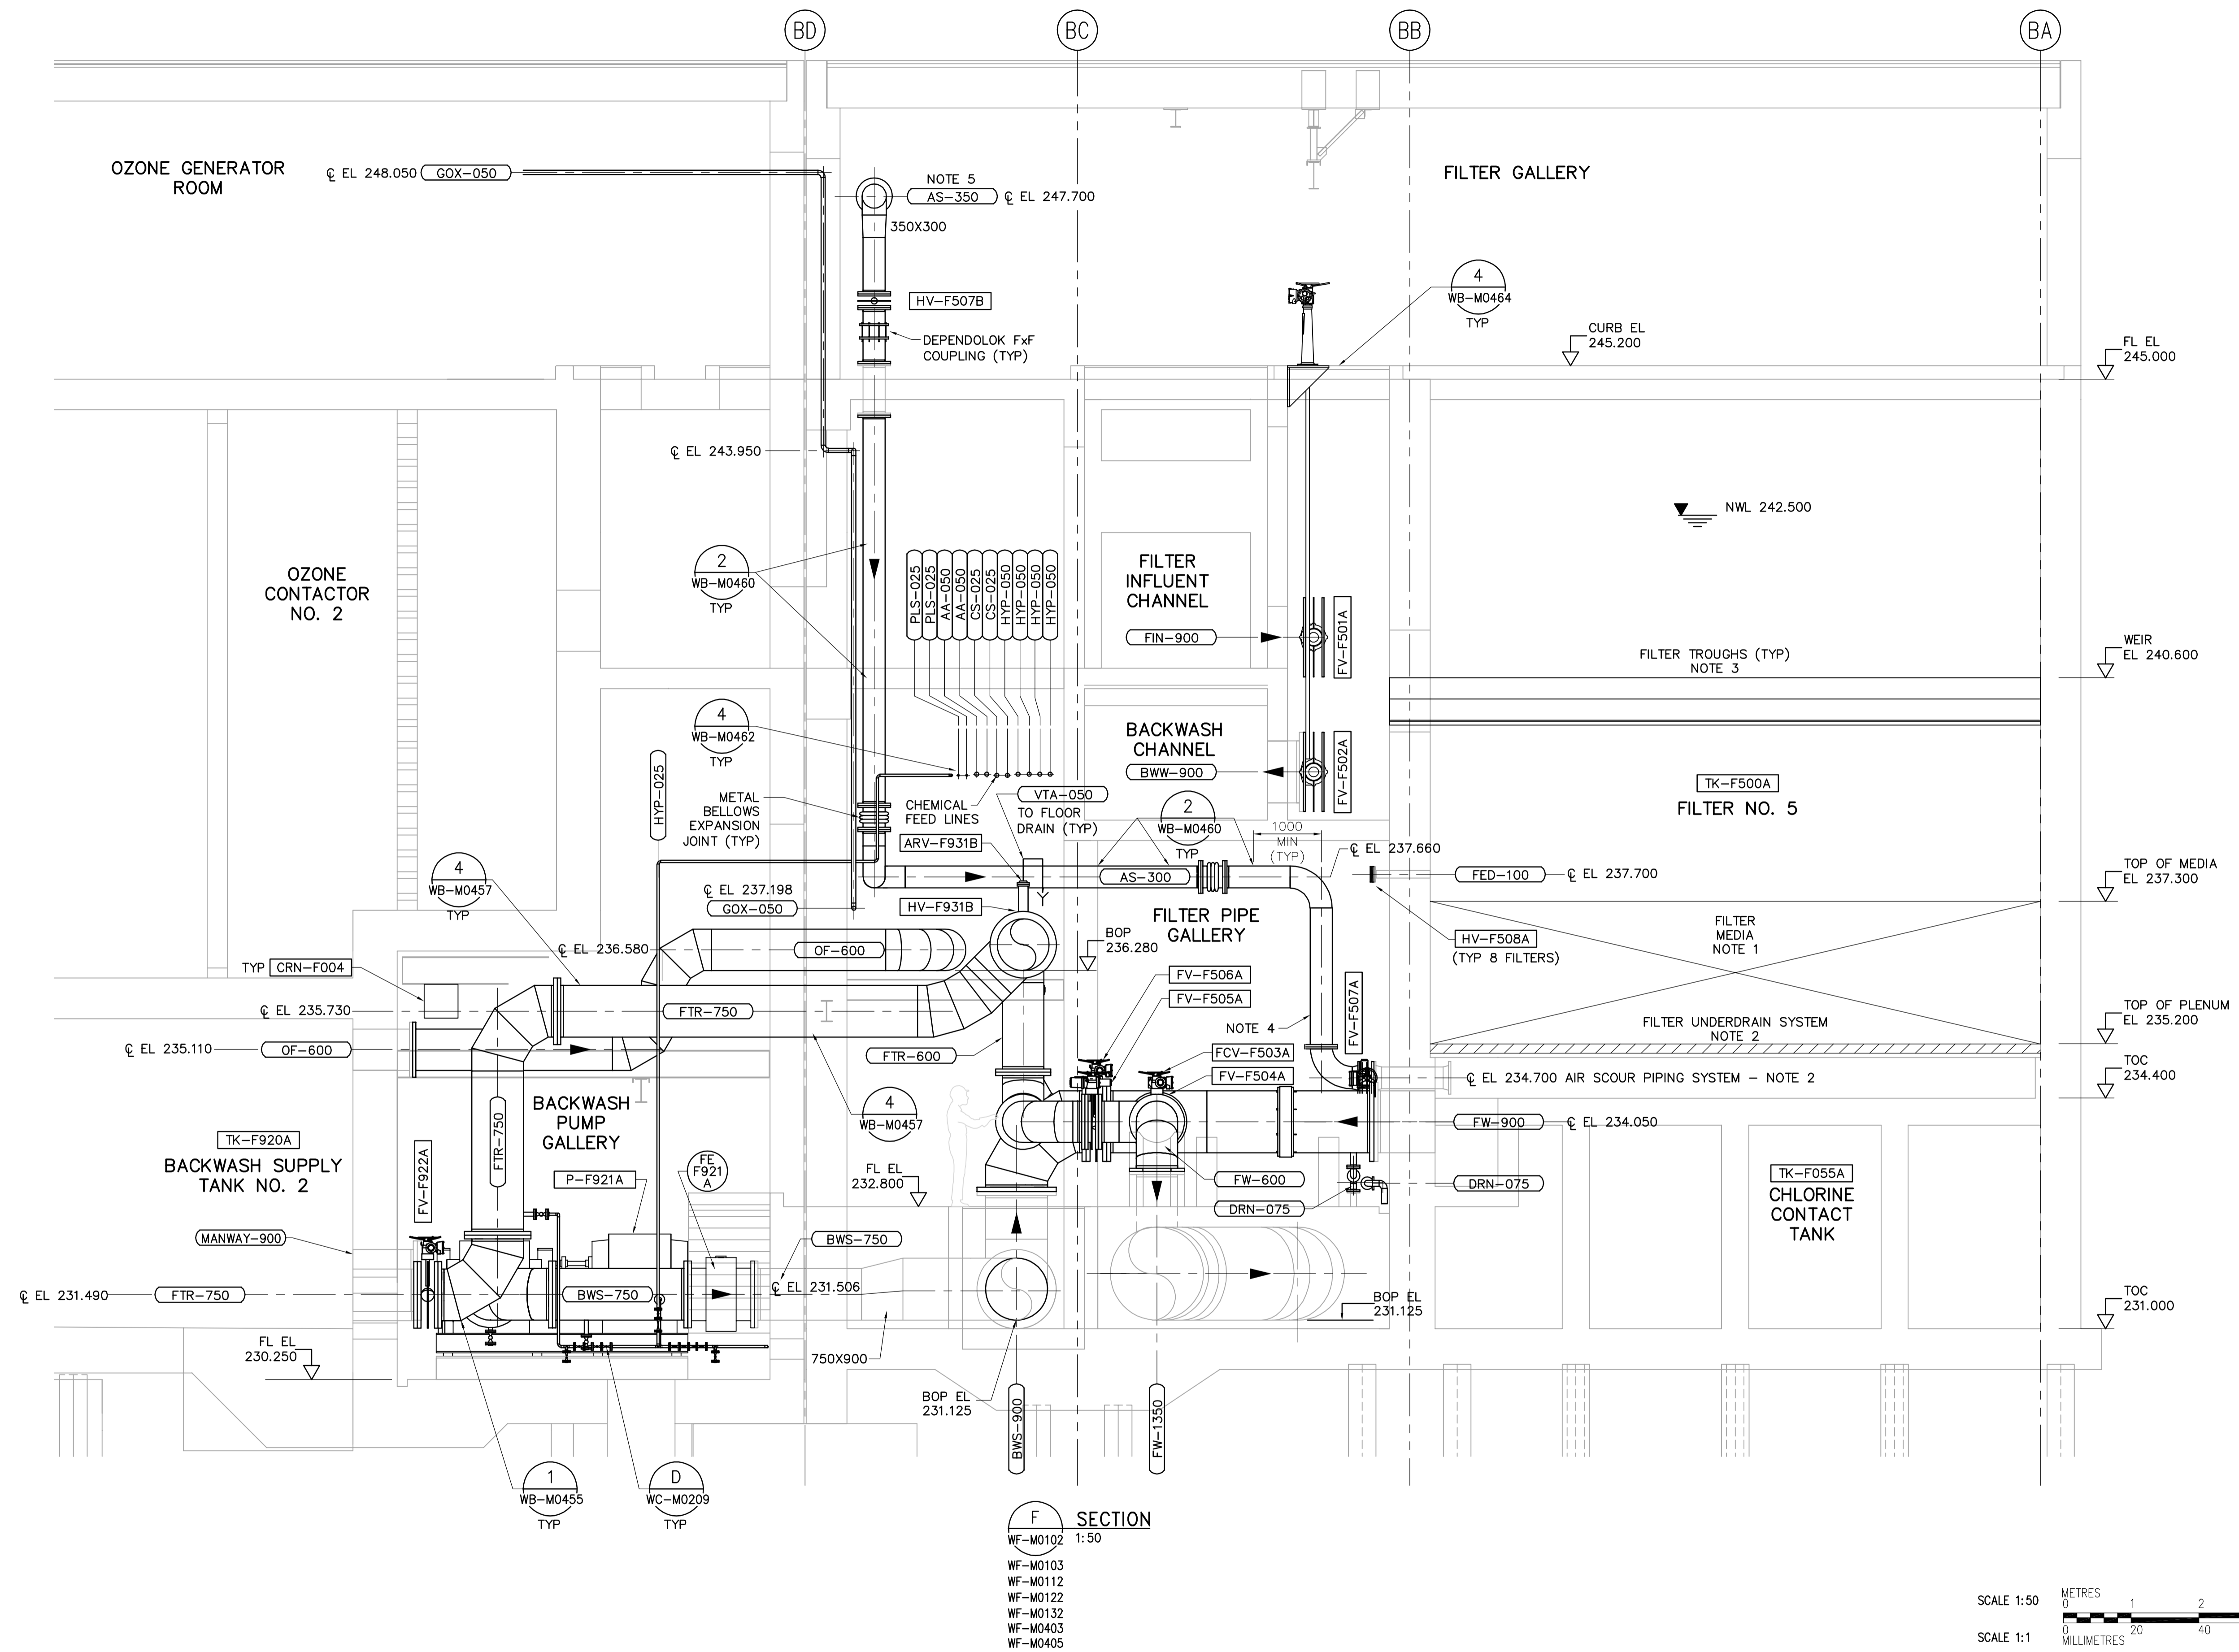 BD
BC
BB
BA
OZONE GENERATOR
ROOM
℄ EL 248.050
GOX-050
NOTE 5
AS-350
℄ EL 247.700
350X300
FILTER GALLERY
HV-F507B
DEPENDOLOK FxF
COUPLING (TYP)
4
WB-M0464
TYP
CURB EL
245.200
FL EL
245.000
℄ EL 243.950
NWL 242.500
OZONE
CONTACTOR
NO. 2
2
WB-M0460
TYP
PLS-025
PLS-025
AA-050
AA-050
CS-025
CS-025
HYP-050
HYP-050
HYP-050
HYP-050
FILTER
INFLUENT
CHANNEL
FIN-900
FV-F501A
FILTER TROUGHS (TYP)
NOTE 3
WEIR
EL 240.600
4
WB-M0462
TYP
BACKWASH
CHANNEL
BWW-900
FV-F502A
TK-F500A
FILTER NO. 5
HYP-025
METAL
BELLOWS
EXPANSION
JOINT (TYP)
CHEMICAL
FEED LINES
VTA-050
TO FLOOR
DRAIN (TYP)
2
WB-M0460
TYP
1000
MIN
(TYP)
ARV-F931B
℄ EL 237.660
4
WB-M0457
TYP
℄ EL 237.198
GOX-050
HV-F931B
AS-300
FED-100
℄ EL 237.700
TOP OF MEDIA
EL 237.300
FILTER PIPE
GALLERY
FILTER
MEDIA
NOTE 1
℄ EL 236.580
OF-600
BOP
236.280
HV-F508A
(TYP 8 FILTERS)
TYP
CRN-F004
FV-F506A
FV-F505A
FV-F507A
℄ EL 235.730
FTR-750
NOTE 4
FILTER UNDERDRAIN SYSTEM
NOTE 2
TOP OF PLENUM
EL 235.200
℄ EL 235.110
OF-600
FTR-600
FCV-F503A
FV-F504A
℄ EL 234.700 AIR SCOUR PIPING SYSTEM - NOTE 2
TOC
234.400
BACKWASH
PUMP
GALLERY
FTR-750
4
WB-M0457
FW-900
℄ EL 234.050
TK-F920A
BACKWASH SUPPLY
TANK NO. 2
FV-F922A
P-F921A
FE
F921
A
FL EL
232.800
FW-600
DRN-075
DRN-075
TK-F055A
CHLORINE
CONTACT
TANK
MANWAY-900
BWS-750
℄ EL 231.490
FTR-750
BWS-750
℄ EL 231.506
BOP EL
231.125
TOC
231.000
FL EL
230.250
750X900
BOP EL
231.125
BWS-900
FW-1350
1
WB-M0455
TYP
D
WC-M0209
TYP
F
SECTION
WF-M0102
1:50
WF-M0103
WF-M0112
WF-M0122
WF-M0132
WF-M0403
WF-M0405
SCALE 1:50
METRES
0 1 2
SCALE 1:1
0 20 40
MILLIMETRES